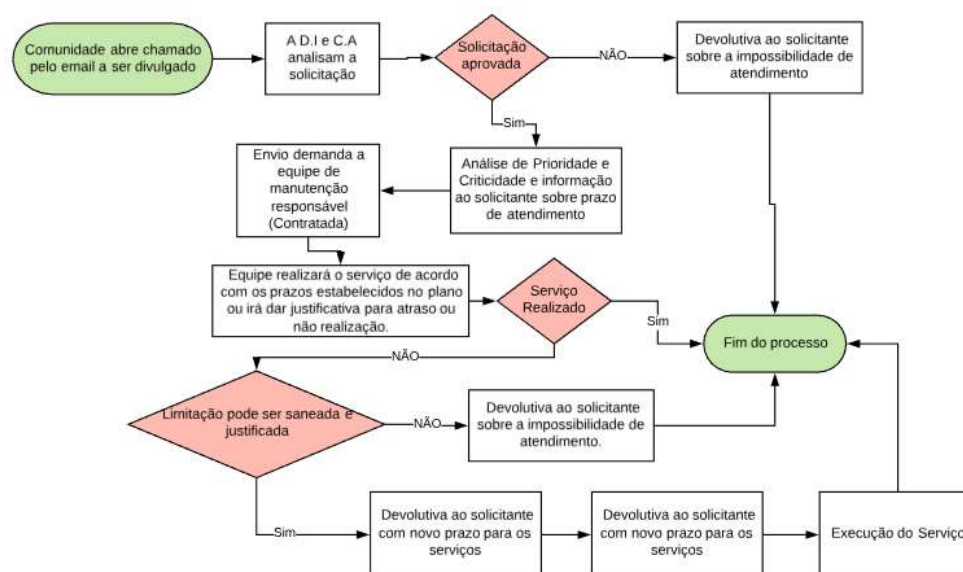 Comunidade abre chamado
pelo email a ser divulgado
A D.I e C.A
analisam a
solicitação
Solicitação
aprovada
NÃO
Devolutiva ao solicitante
sobre a impossibilidade de
atendimento
Sim
Análise de Prioridade e
Criticidade e informação
ao solicitante sobre prazo
de atendimento
Envio demanda a
equipe de
manutenção
responsável
(Contratada)
Equipe realizará o serviço de acordo
com os prazos estabelecidos no plano
ou irá dar justificativa para atraso ou
não realização.
Serviço
Realizado
Sim
Fim do processo
NÃO
Limitação pode ser saneada e
justificada
NÃO
Devolutiva ao solicitante
sobre a impossibilidade de
atendimento.
Sim
Devolutiva ao solicitante
com novo prazo para os
serviços
Devolutiva ao solicitante
com novo prazo para os
serviços
Execução do Serviço